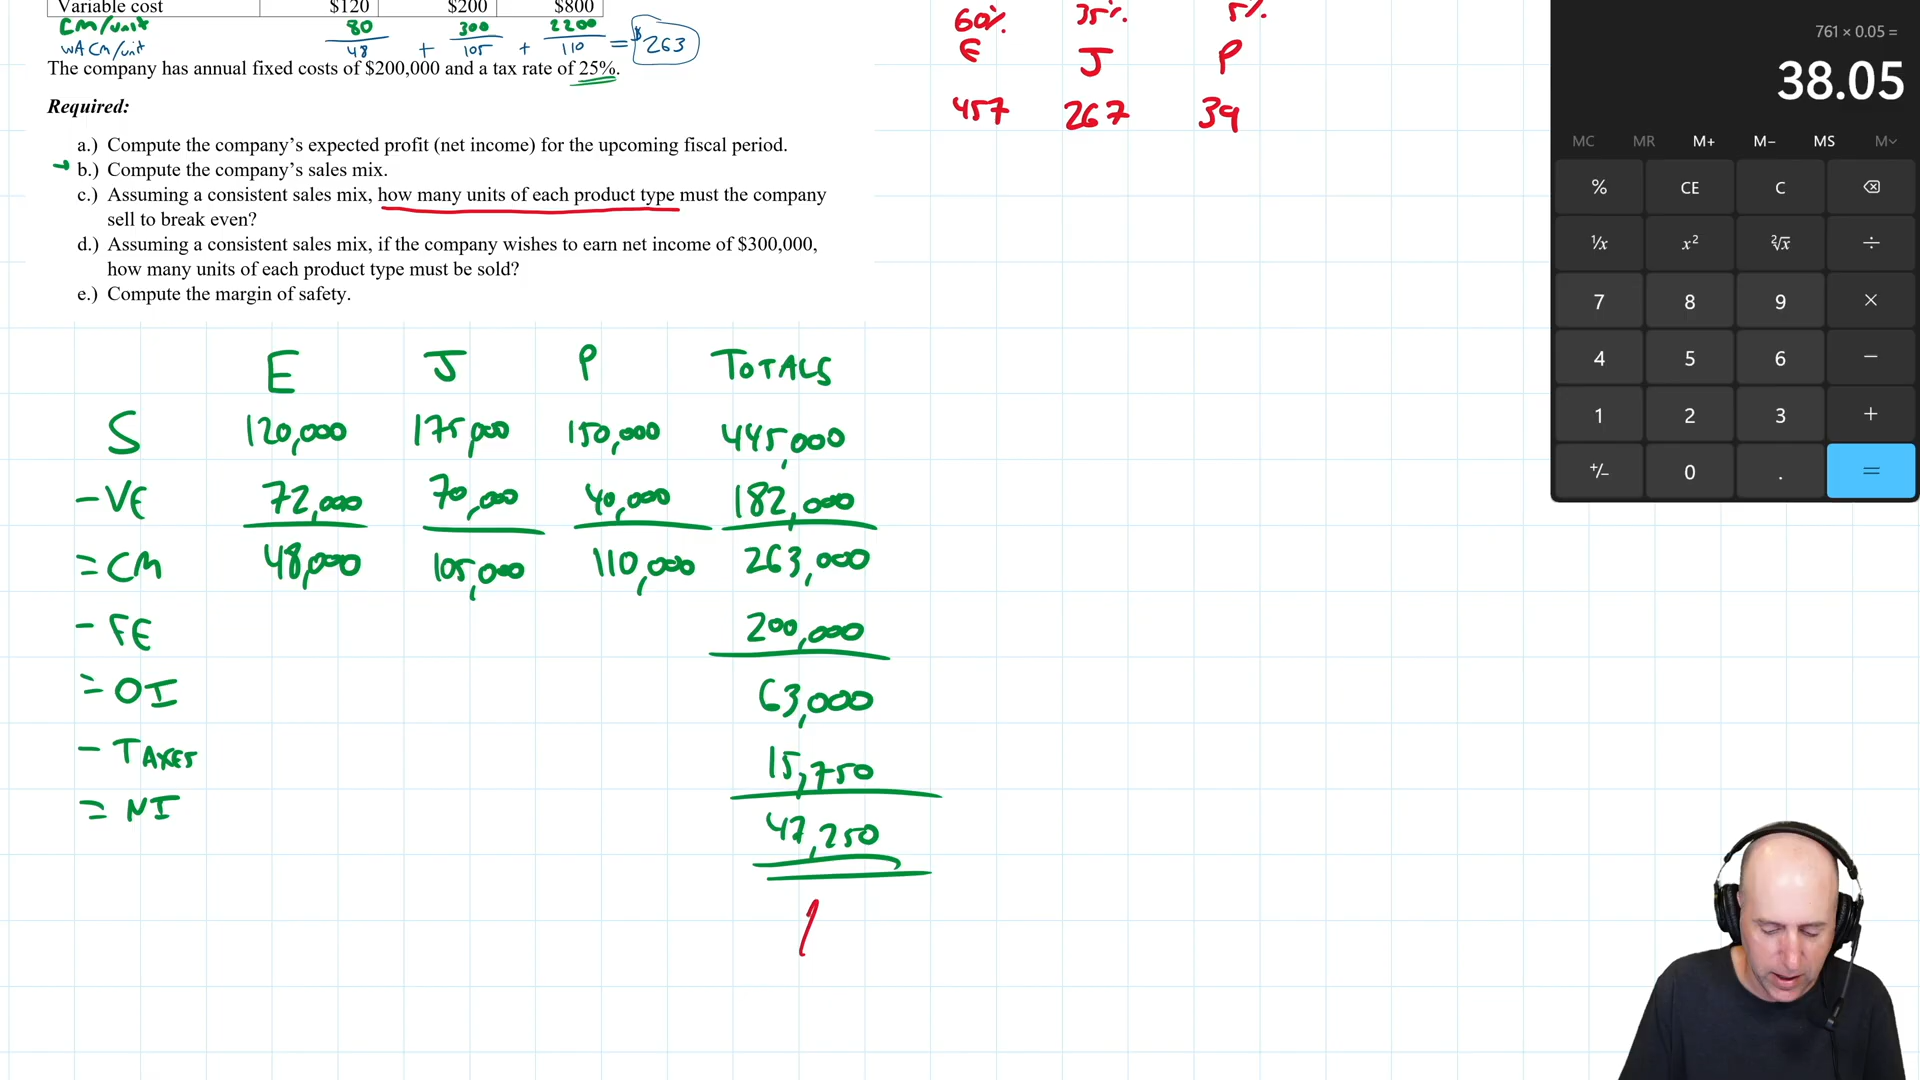 Variable cost $120 $200 $800
CM/unit 80 300 2200
WACM/unit 48 + 105 + 110 = $263
The company has annual fixed costs of $200,000 and a tax rate of 25%.
Required:
a.) Compute the company's expected profit (net income) for the upcoming fiscal period.
→ b.) Compute the company's sales mix.
c.) Assuming a consistent sales mix, how many units of each product type must the company
sell to break even?
d.) Assuming a consistent sales mix, if the company wishes to earn net income of $300,000,
how many units of each product type must be sold?
e.) Compute the margin of safety.
60% 35% 5%
E J P
457 267 39
E J P TOTALS
S 120,000 175,000 150,000 445,000
- VE 72,000 70,000 40,000 182,000
= CM 48,000 105,000 110,000 263,000
- FE 200,000
= OI 63,000
- TAXES 15,750
= NI 47,250
761 × 0.05 =
38.05
MC MR M+ M− MS M˅
% CE C ⌫
¹/x x² ²√x ÷
7 8 9 ×
4 5 6 −
1 2 3 +
+/− 0 . =